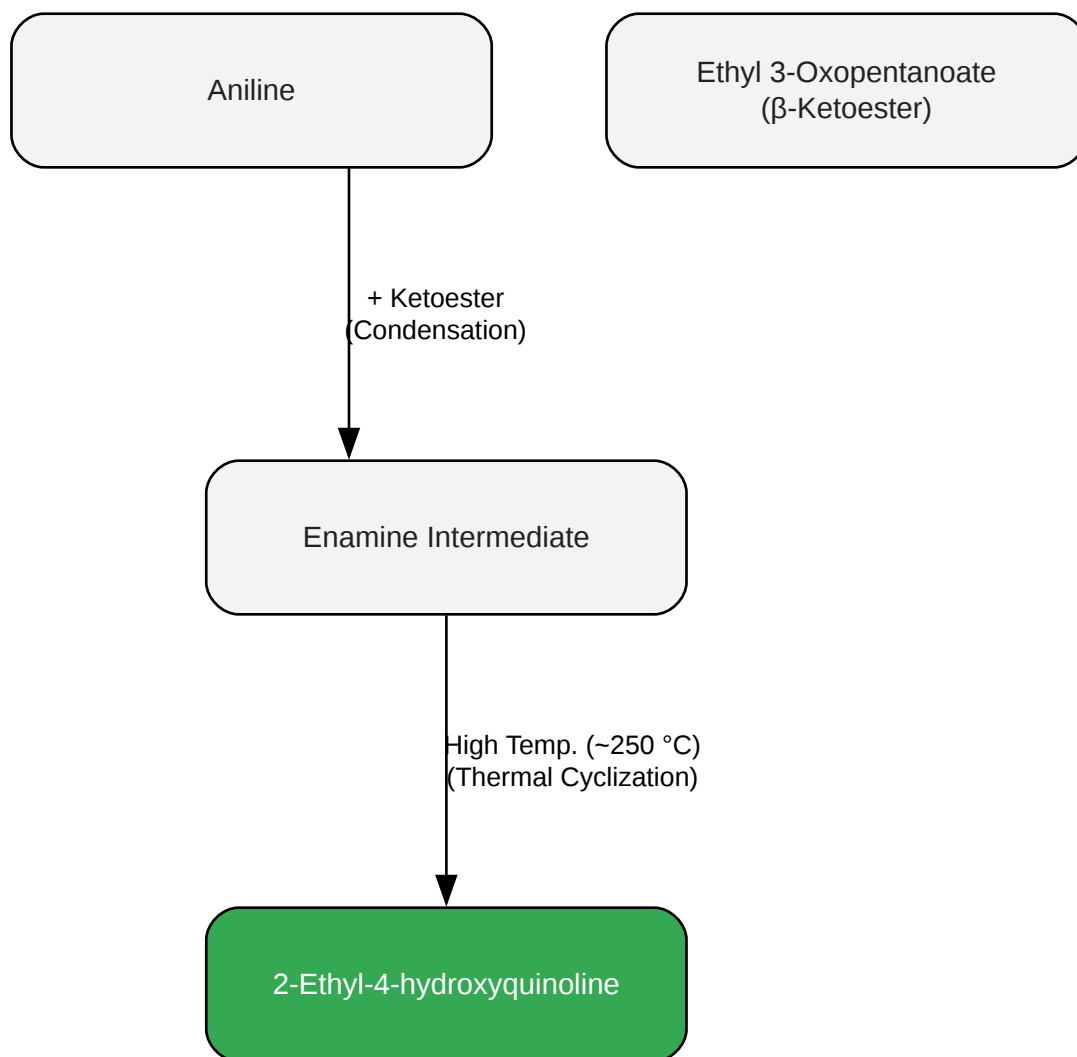 Aniline
Ethyl 3-Oxopentanoate
(β-Ketoester)
+ Ketoester
(Condensation)
Enamine Intermediate
High Temp. (~250 °C)
(Thermal Cyclization)
2-Ethyl-4-hydroxyquinoline